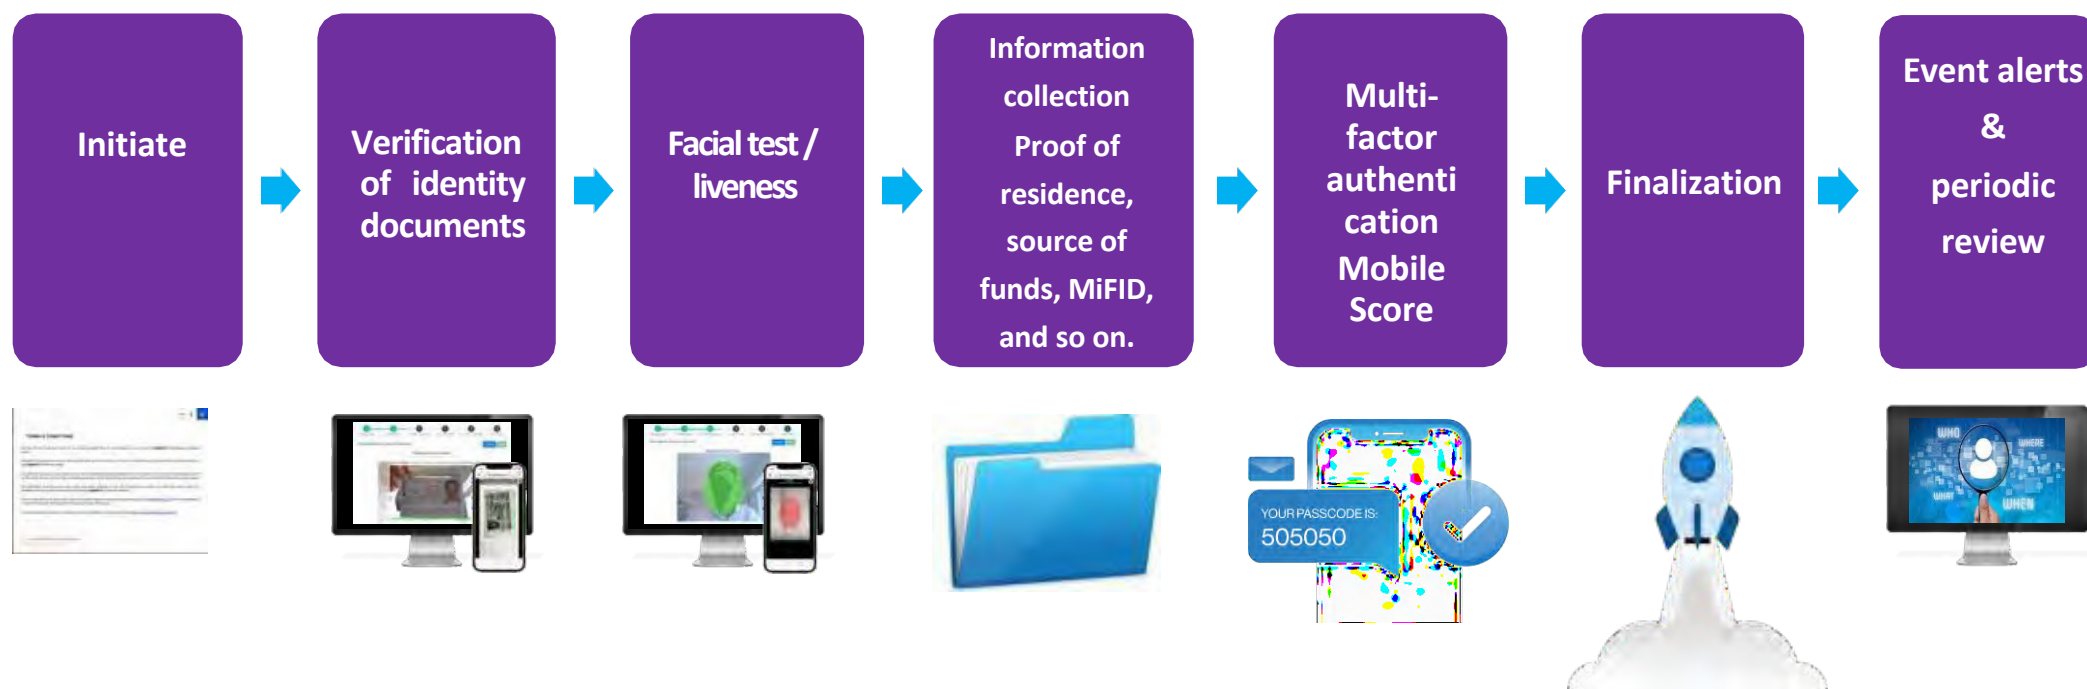 Initiate
Verification
of identity
documents
Facial test /
liveness
Information
collection
Proof of
residence,
source of
funds, MiFID,
and so on.
Multi-
factor
authenti
cation
Mobile
Score
Finalization
Event alerts
&
periodic
review
YOUR PASSCODE IS:
505050
WHO
WHERE
WHAT
WHEN